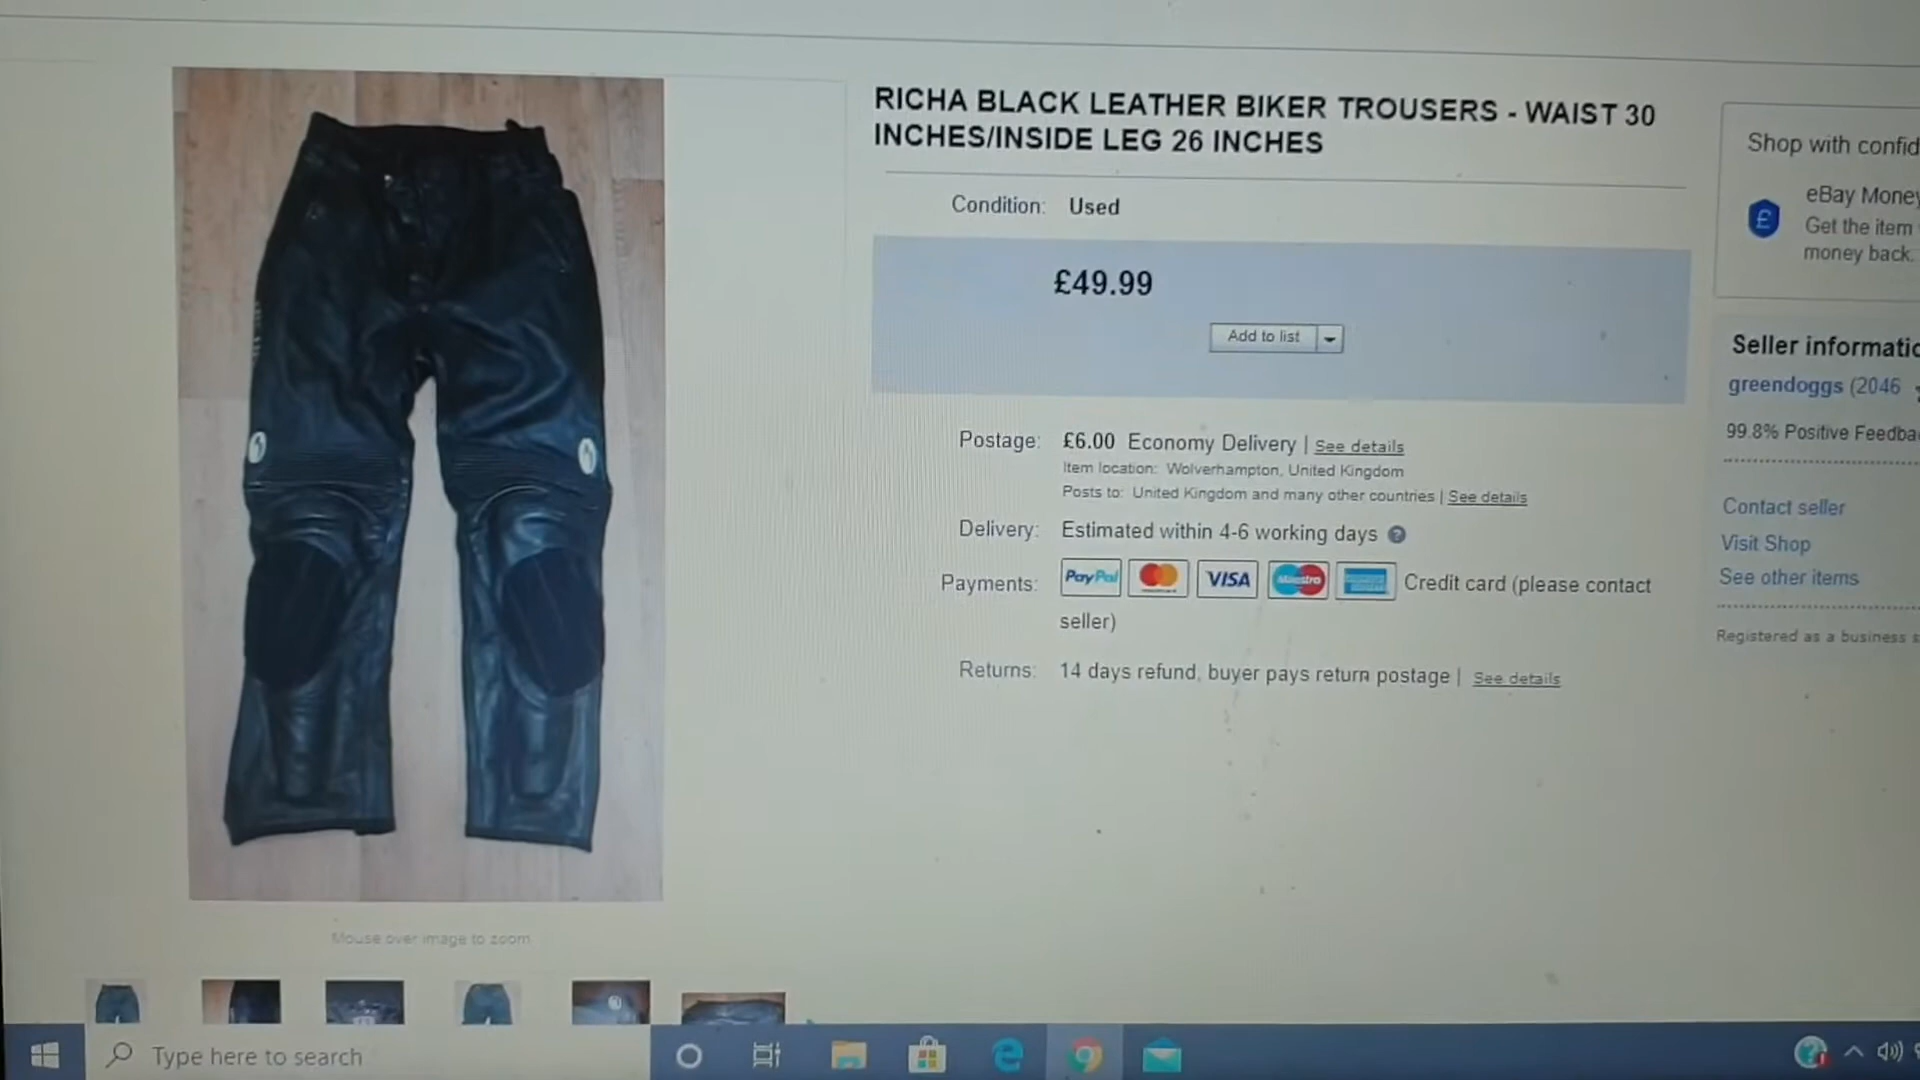 RICHA BLACK LEATHER BIKER TROUSERS - WAIST 30
INCHES/INSIDE LEG 26 INCHES
Condition: Used
£49.99
Add to list
Postage: £6.00 Economy Delivery | See details
Item location: Wolverhampton, United Kingdom
Posts to: United Kingdom and many other countries | See details
Delivery: Estimated within 4-6 working days ?
Payments: PayPal VISA Maestro Credit card (please contact
seller)
Returns: 14 days refund, buyer pays return postage | See details
Shop with confid
£
eBay Money
Get the item
money back.
Seller informatio
greendoggs (2046
99.8% Positive Feedba
Contact seller
Visit Shop
See other items
Registered as a business s
Mouse over image to zoom
Type here to search